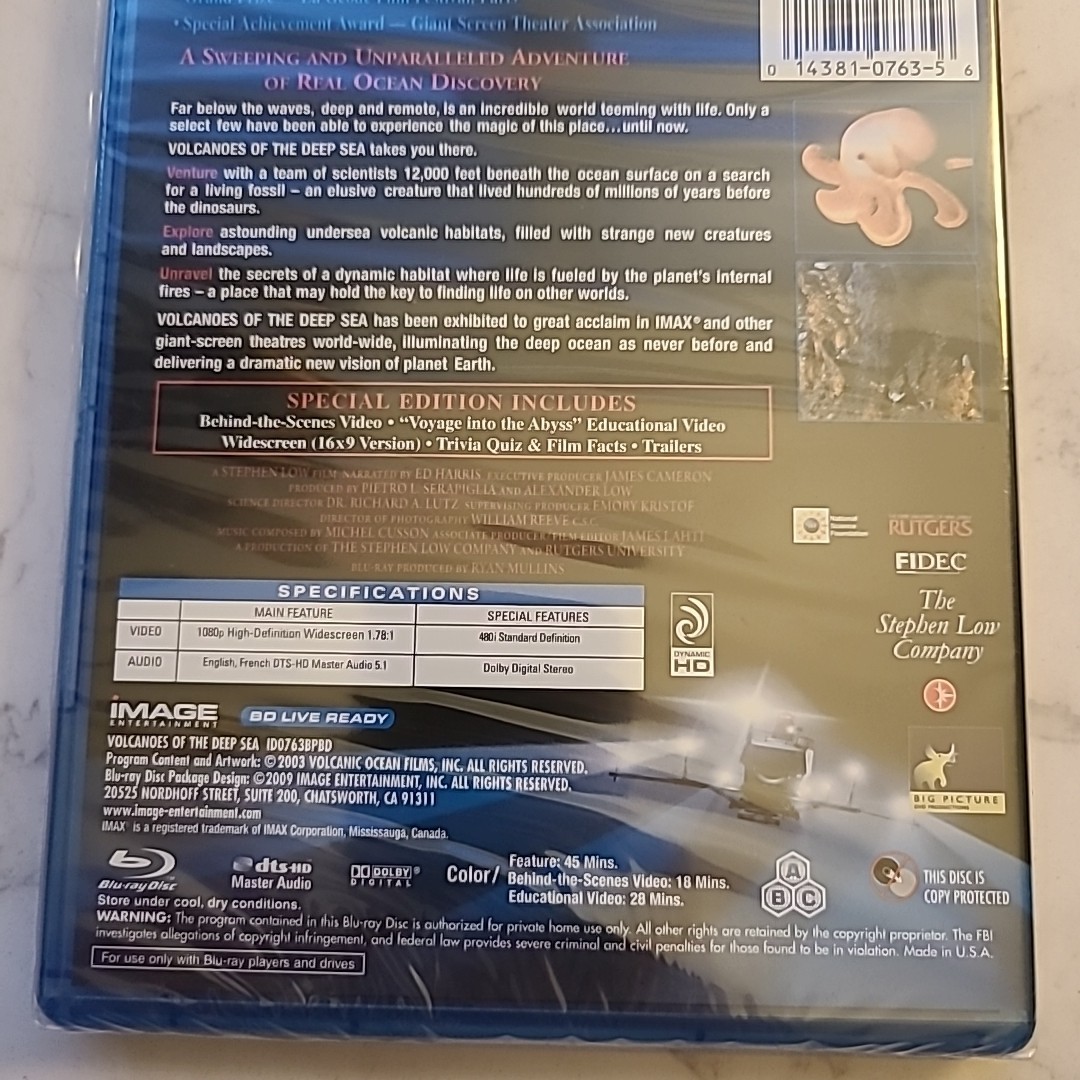 • Special Achievement Award — Giant Screen Theater Association
0 14381-0763-5 6
A Sweeping and Unparalleled Adventure
of Real Ocean Discovery
Far below the waves, deep and remote, is an incredible world teeming with life. Only a
select few have been able to experience the magic of this place...until now.
VOLCANOES OF THE DEEP SEA takes you there.
Venture with a team of scientists 12,000 feet beneath the ocean surface on a search
for a living fossil – an elusive creature that lived hundreds of millions of years before
the dinosaurs.
Explore astounding undersea volcanic habitats, filled with strange new creatures
and landscapes.
Unravel the secrets of a dynamic habitat where life is fueled by the planet's internal
fires – a place that may hold the key to finding life on other worlds.
VOLCANOES OF THE DEEP SEA has been exhibited to great acclaim in IMAX® and other
giant-screen theatres world-wide, illuminating the deep ocean as never before and
delivering a dramatic new vision of planet Earth.
SPECIAL EDITION INCLUDES
Behind-the-Scenes Video • "Voyage into the Abyss" Educational Video
Widescreen (16x9 Version) • Trivia Quiz & Film Facts • Trailers
A STEPHEN LOW FILM NARRATED BY ED HARRIS EXECUTIVE PRODUCER JAMES CAMERON
PRODUCED BY PIETRO L. SERAPIGLIA AND ALEXANDER LOW
SCIENCE DIRECTOR DR. RICHARD A. LUTZ SUPERVISING PRODUCER EMORY KRISTOF
DIRECTOR OF PHOTOGRAPHY WILLIAM REEVE C.S.C.
MUSIC COMPOSED BY MICHEL CUSSON ASSOCIATE PRODUCER/FILM EDITOR JAMES LAHTI
A PRODUCTION OF THE STEPHEN LOW COMPANY AND RUTGERS UNIVERSITY
BLU-RAY PRODUCED BY RYAN MULLINS
National
Science
Foundation
RUTGERS
FIDEC
The
Stephen Low
Company
SPECIFICATIONS
MAIN FEATURE SPECIAL FEATURES
VIDEO 1080p High-Definition Widescreen 1.78:1 480i Standard Definition
AUDIO English, French DTS-HD Master Audio 5.1 Dolby Digital Stereo
DYNAMIC
HD
BIG PICTURE
iMAGE
ENTERTAINMENT
BD LIVE READY
VOLCANOES OF THE DEEP SEA ID0763BPBD
Program Content and Artwork: ©2003 VOLCANIC OCEAN FILMS, INC. ALL RIGHTS RESERVED.
Blu-ray Disc Package Design: ©2009 IMAGE ENTERTAINMENT, INC. ALL RIGHTS RESERVED.
20525 NORDHOFF STREET, SUITE 200, CHATSWORTH, CA 91311
www.image-entertainment.com
IMAX® is a registered trademark of IMAX Corporation, Mississauga, Canada.
Blu-ray Disc
dts-HD
Master Audio
DOLBY®
DIGITAL
Color/
Feature: 45 Mins.
Behind-the-Scenes Video: 18 Mins.
Educational Video: 28 Mins.
A
B C
THIS DISC IS
COPY PROTECTED
Store under cool, dry conditions.
WARNING: The program contained in this Blu-ray Disc is authorized for private home use only. All other rights are retained by the copyright proprietor. The FBI
investigates allegations of copyright infringement, and federal law provides severe criminal and civil penalties for those found to be in violation. Made in U.S.A.
For use only with Blu-ray players and drives